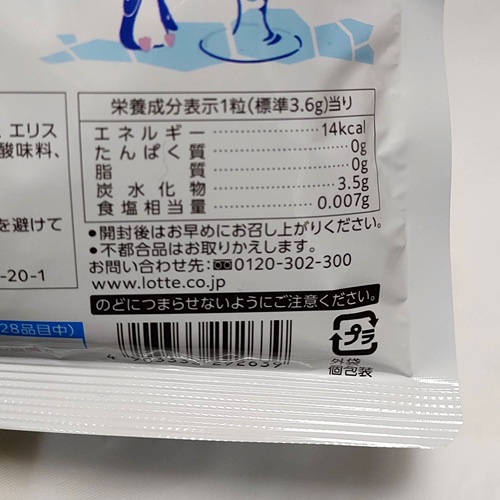 栄養成分表示1粒(標準3.6g)当り
エネルギー 14kcal
たんぱく質 0g
脂質 0g
炭水化物 3.5g
食塩相当量 0.007g
、エリス
酸味料、
を避けて
-20-1
●開封後はお早めにお召し上がりください。
●不都合品はお取りかえします。
お問い合わせ先:0120-302-300
www.lotte.co.jp
のどにつまらせないようにご注意ください。
28品目中)
プラ
外袋
個包装